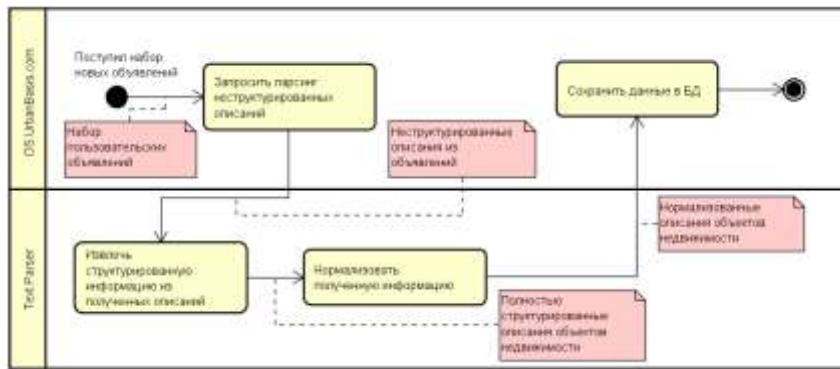 OS.UrbanBasis.com
Поступил набор
новых объявлений
Запросить парсинг
неструктурированных
описаний
Сохранить данные в БД
Набор
пользовательских
объявлений
Неструктурированные
описания из
объявлений
Text.Parser
Нормализованные
описания объектов
недвижимости
Извлечь
структурированную
информацию из
полученных описаний
Нормализовать
полученную информацию
Полностью
структурированные
описания объектов
недвижимости